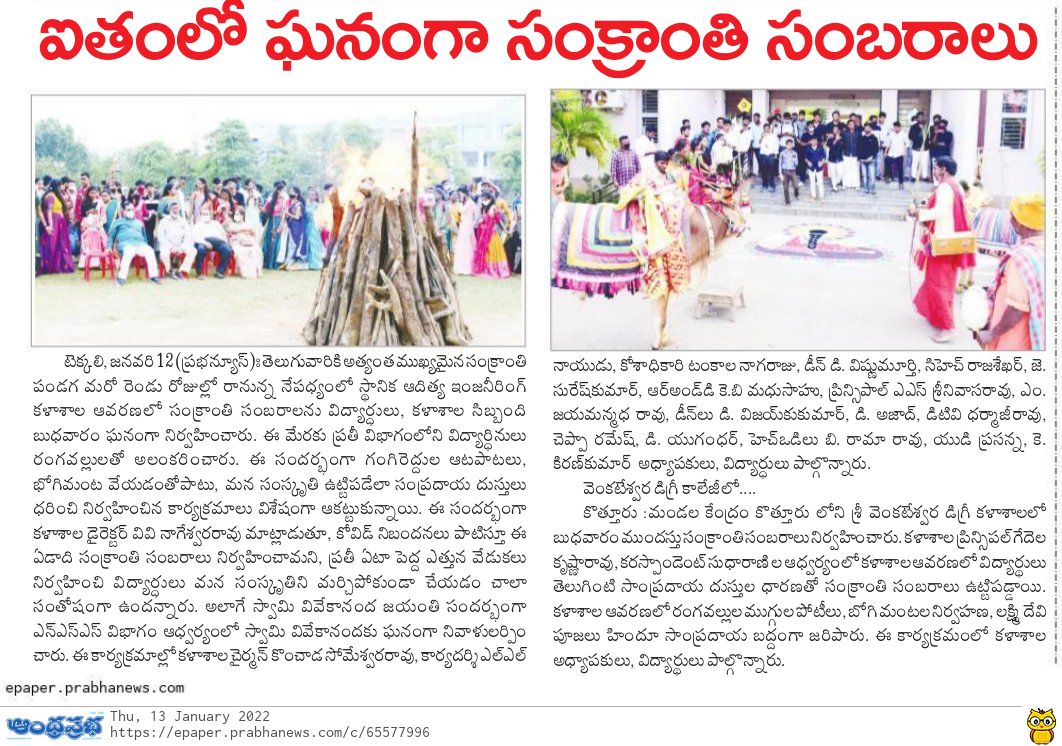 ఐతంలో ఘనంగా సంక్రాంతి సంబరాలు
టెక్కలి, జనవరి 12 (ప్రభన్యూస్)ః తెలుగువారికి అత్యంత ముఖ్యమైన సంక్రాంతి
పండగ మరో రెండు రోజుల్లో రానున్న నేపధ్యంలో స్థానిక ఆదిత్య ఇంజనీరింగ్
కళాశాల ఆవరణలో సంక్రాంతి సంబరాలను విద్యార్థులు, కళాశాల సిబ్బంది
బుధవారం ఘనంగా నిర్వహించారు. ఈ మేరకు ప్రతీ విభాగంలోని విద్యార్థినులు
రంగవల్లులతో అలంకరించారు. ఈ సందర్భంగా గంగిరెద్దుల ఆటపాటలు,
భోగిమంట వేయడంతోపాటు, మన సంస్కృతి ఉట్టిపడేలా సంప్రదాయ దుస్తులు
ధరించి నిర్వహించిన కార్యక్రమాలు విశేషంగా ఆకట్టుకున్నాయి. ఈ సందర్భంగా
కళాశాల డైరెక్టర్ వివి నాగేశ్వరరావు మాట్లాడుతూ, కోవిడ్ నిబందనలు పాటిస్తూ ఈ
ఏడాది సంక్రాంతి సంబరాలు నిర్వహించామని, ప్రతీ ఏటా పెద్ద ఎత్తున వేడుకలు
నిర్వహించి విద్యార్థులు మన సంస్కృతిని మర్చిపోకుండా చేయడం చాలా
సంతోషంగా ఉందన్నారు. అలాగే స్వామి వివేకానంద జయంతి సందర్భంగా
ఎన్ఎస్ఎస్ విభాగం ఆధ్వర్యంలో స్వామి వివేకానందకు ఘనంగా నివాళులర్పిం
చారు. ఈ కార్యక్రమాల్లో కళాశాల చైర్మన్ కొంచాడ సోమేశ్వరరావు, కార్యదర్శి ఎల్ఎల్
నాయుడు, కోశాధికారి టంకాల నాగరాజు, డీన్ డి. విష్ణుమూర్తి, సిహెచ్ రాజశేఖర్, జె.
సురేష్‌కుమార్, ఆర్అండ్‌డి కె.బి మధుసాహు, ప్రిన్సిపాల్ ఎఎస్ శ్రీనివాసరావు, ఎం.
జయమన్మధ రావు, డీన్‌లు డి. విజయ్‌కుకుమార్, డి. అజాద్, డిటివి ధర్మాజీరావు,
చెప్పా రమేష్, డి. యుగంధర్, హెచ్ఒడిలు బి. రామా రావు, యుడి ప్రసన్న, కె.
కిరణ్‌కుమార్ అధ్యాపకులు, విద్యార్థులు పాల్గొన్నారు.
వెంకటేశ్వర డిగ్రీ కాలేజీలో....
కొత్తూరు :మండల కేంద్రం కొత్తూరు లోని శ్రీ వెంకటేశ్వర డిగ్రీ కళాశాలలో
బుధవారం ముందస్తు సంక్రాంతి సంబరాలు నిర్వహించారు. కళాశాల ప్రిన్సిపల్ గేదెల
కృష్ణారావు, కరస్పాండెంట్ సుధారాణి ల ఆధ్వర్యంలో కళాశాల ఆవరణలో విద్యార్థులు
తెలుగింటి సాంప్రదాయ దుస్తుల ధారణతో సంక్రాంతి సంబరాలు ఉట్టిపడ్డాయి.
కళాశాల ఆవరణలో రంగవల్లుల ముగ్గుల పోటీలు, బోగి మంటల నిర్వహణ, లక్ష్మి దేవి
పూజలు హిందూ సాంప్రదాయ బద్దంగా జరిపారు. ఈ కార్యక్రమంలో కళాశాల
అధ్యాపకులు, విద్యార్థులు పాల్గొన్నారు.
epaper.prabhanews.com
ఆంధ్రప్రభ Thu, 13 January 2022
https://epaper.prabhanews.com/c/65577996